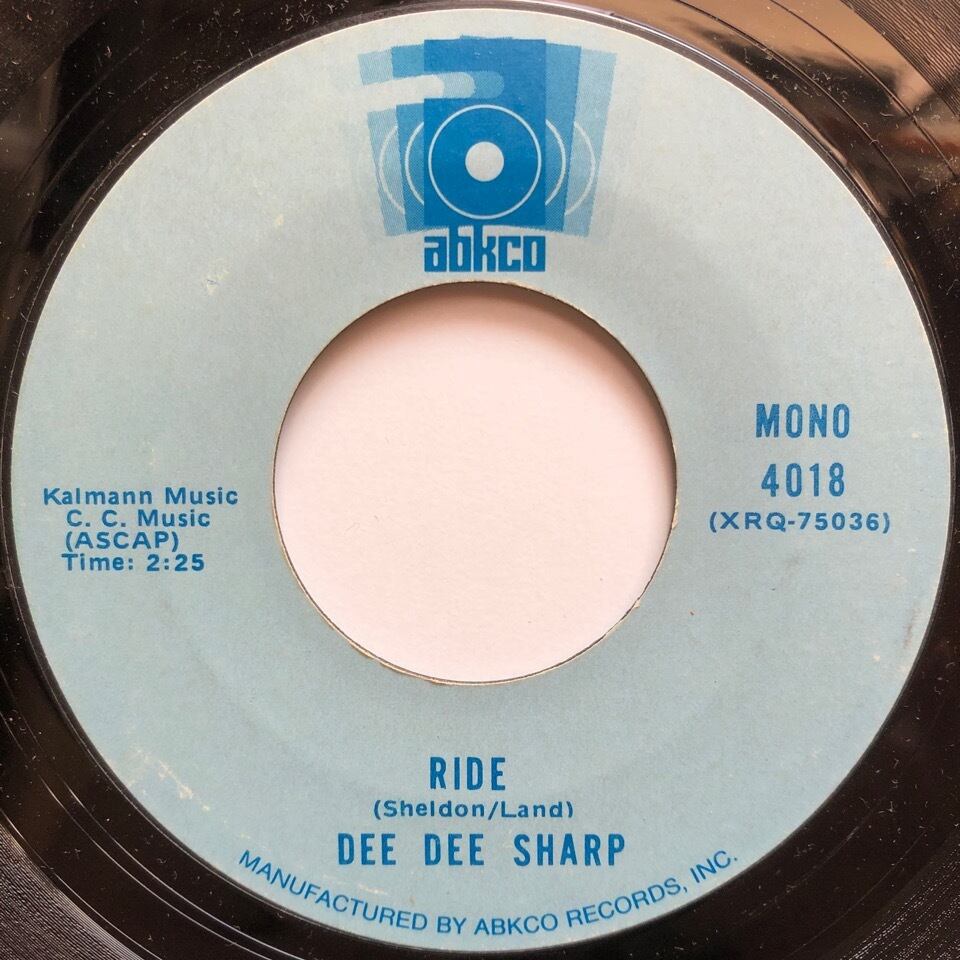 abkco
MONO
4018
(XRQ-75036)
Kalmann Music
C. C. Music
(ASCAP)
Time: 2:25
RIDE
(Sheldon/Land)
DEE DEE SHARP
MANUFACTURED BY ABKCO RECORDS, INC.